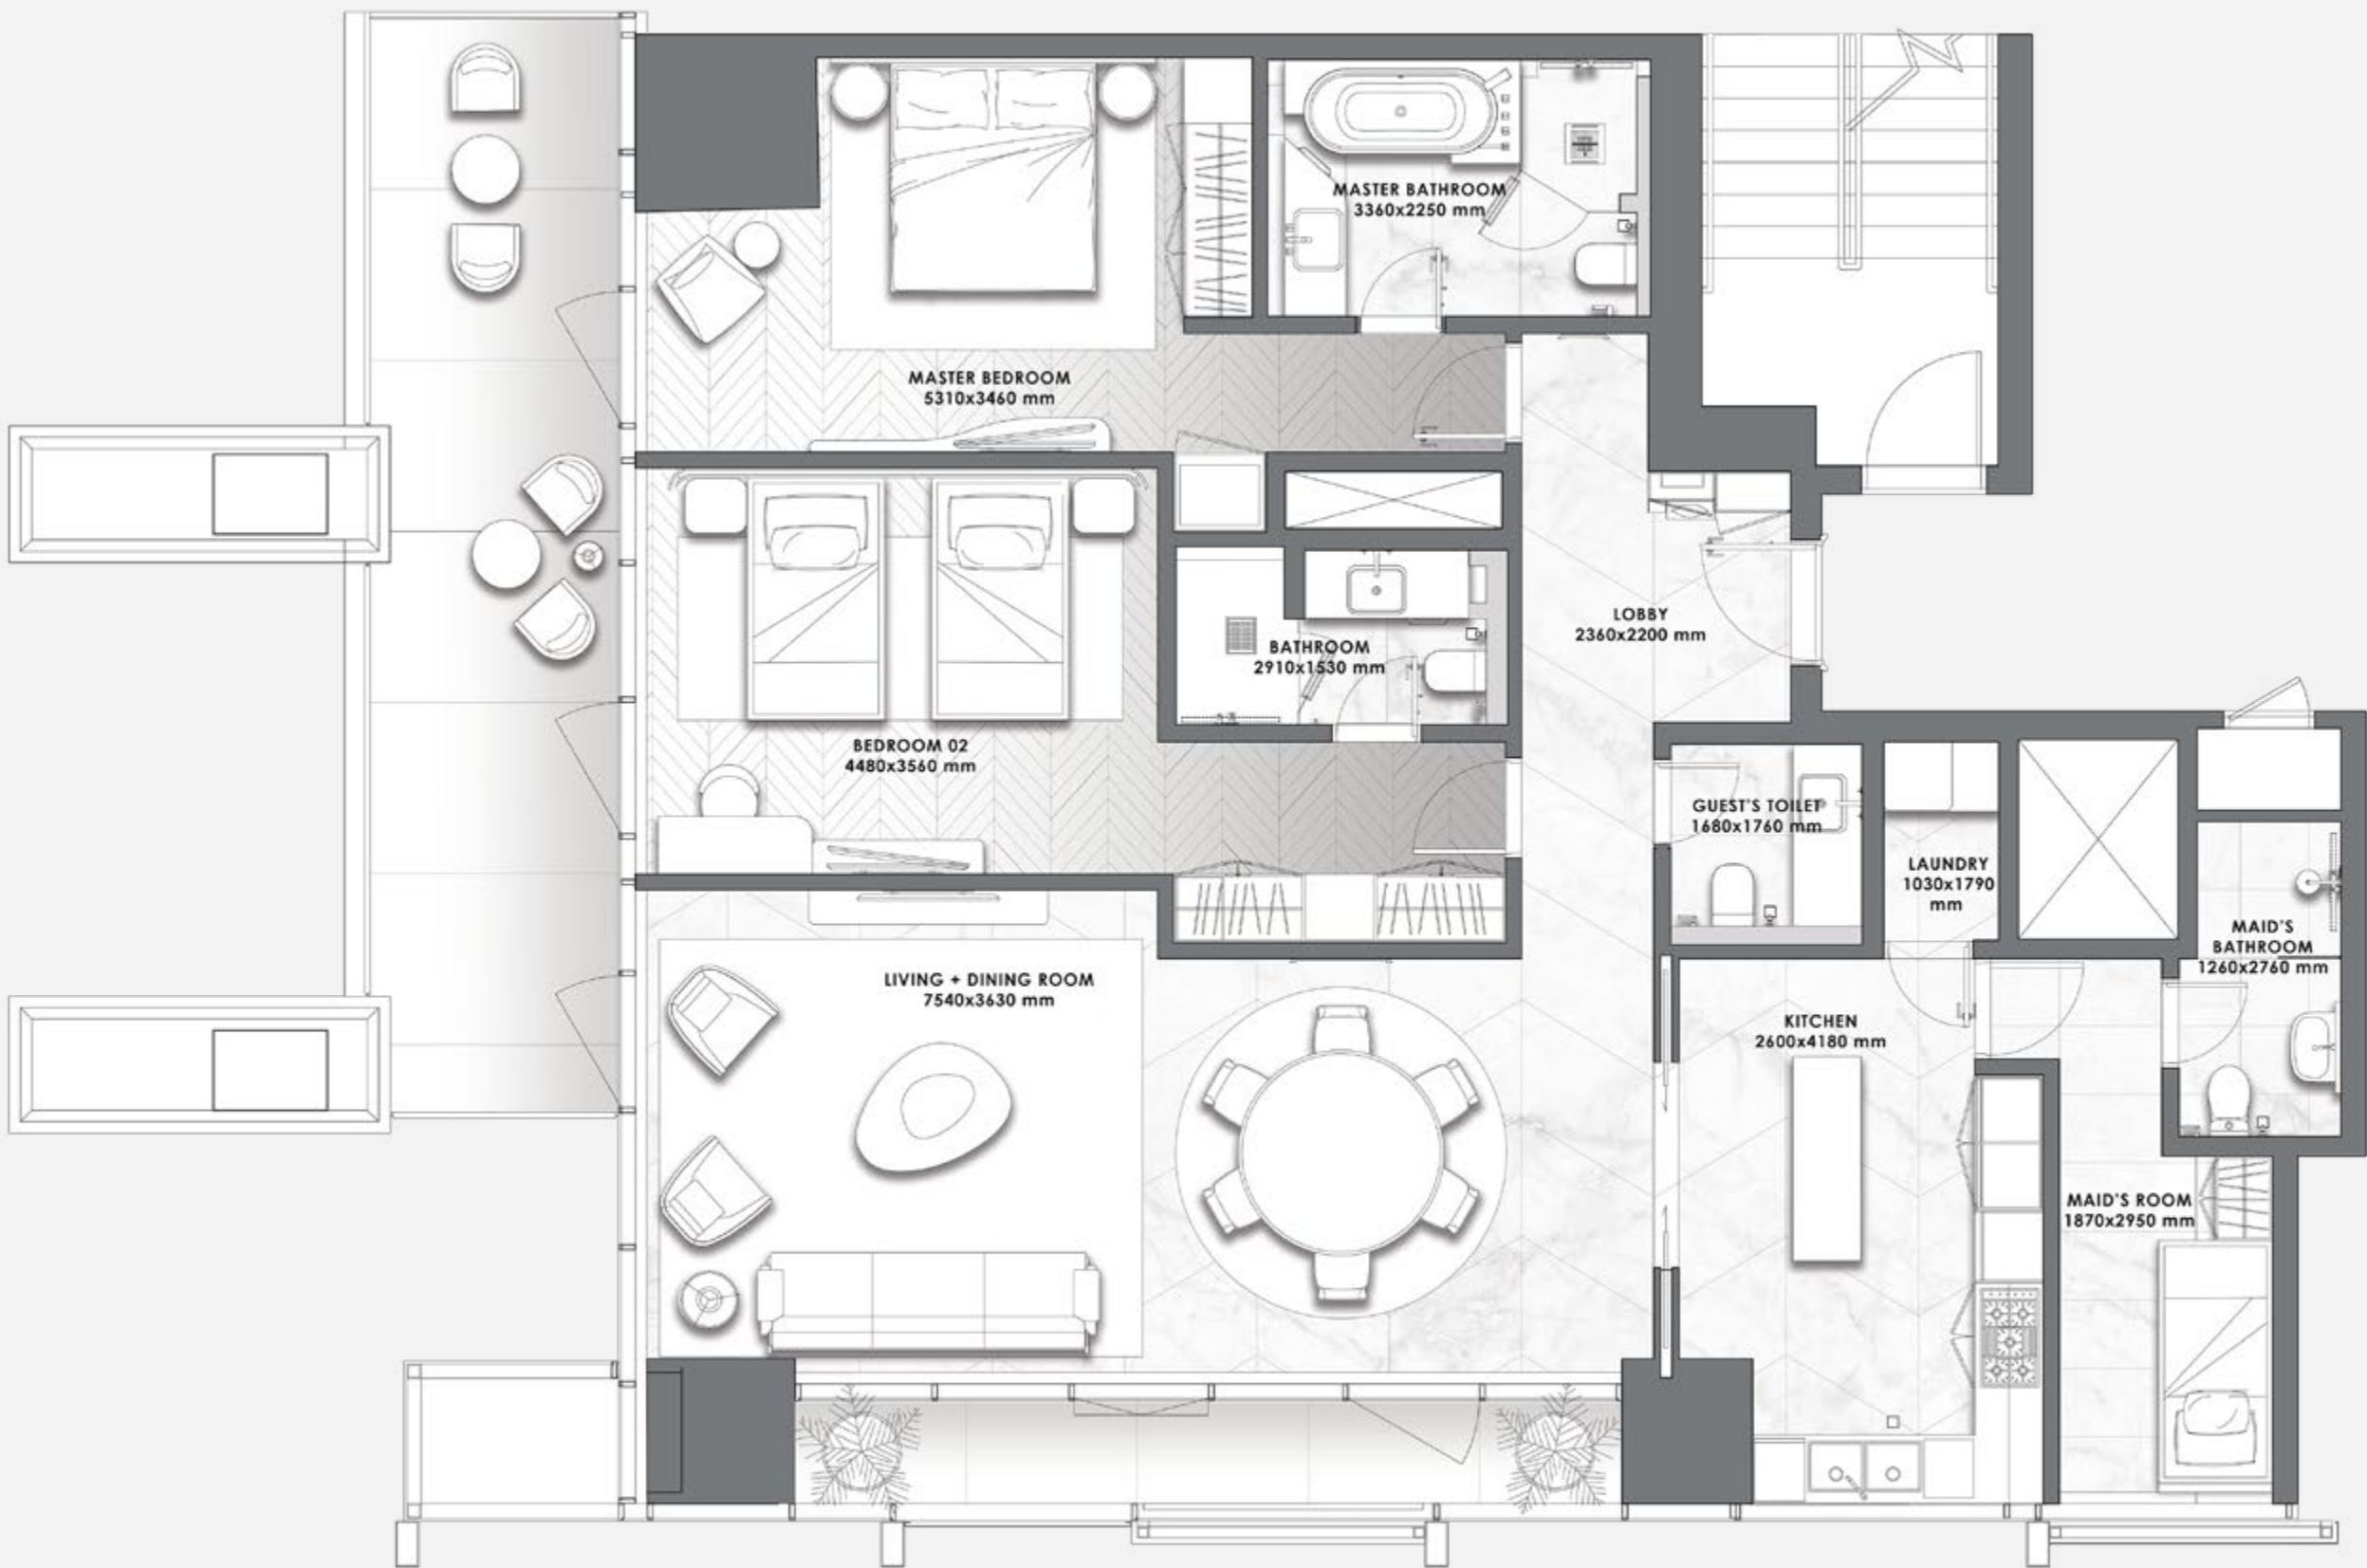 MASTER BATHROOM
3360x2250 mm
MASTER BEDROOM
5310x3460 mm
LOBBY
2360x2200 mm
BATHROOM
2910x1530 mm
BEDROOM 02
4480x3560 mm
GUEST'S TOILET
1680x1760 mm
LAUNDRY
1030x1790
mm
MAID'S
BATHROOM
1260x2760 mm
LIVING + DINING ROOM
7540x3630 mm
KITCHEN
2600x4180 mm
MAID'S ROOM
1870x2950 mm